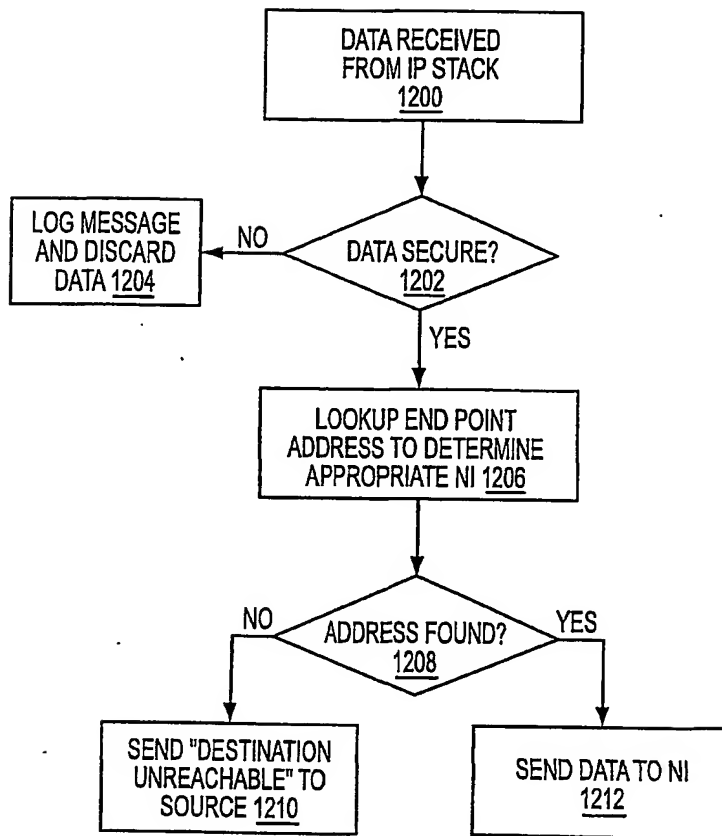 DATA RECEIVED
FROM IP STACK
1200
LOG MESSAGE
AND DISCARD
DATA 1204
NO
DATA SECURE?
1202
YES
LOOKUP END POINT
ADDRESS TO DETERMINE
APPROPRIATE NI 1206
NO
ADDRESS FOUND?
1208
YES
SEND "DESTINATION
UNREACHABLE" TO
SOURCE 1210
SEND DATA TO NI
1212